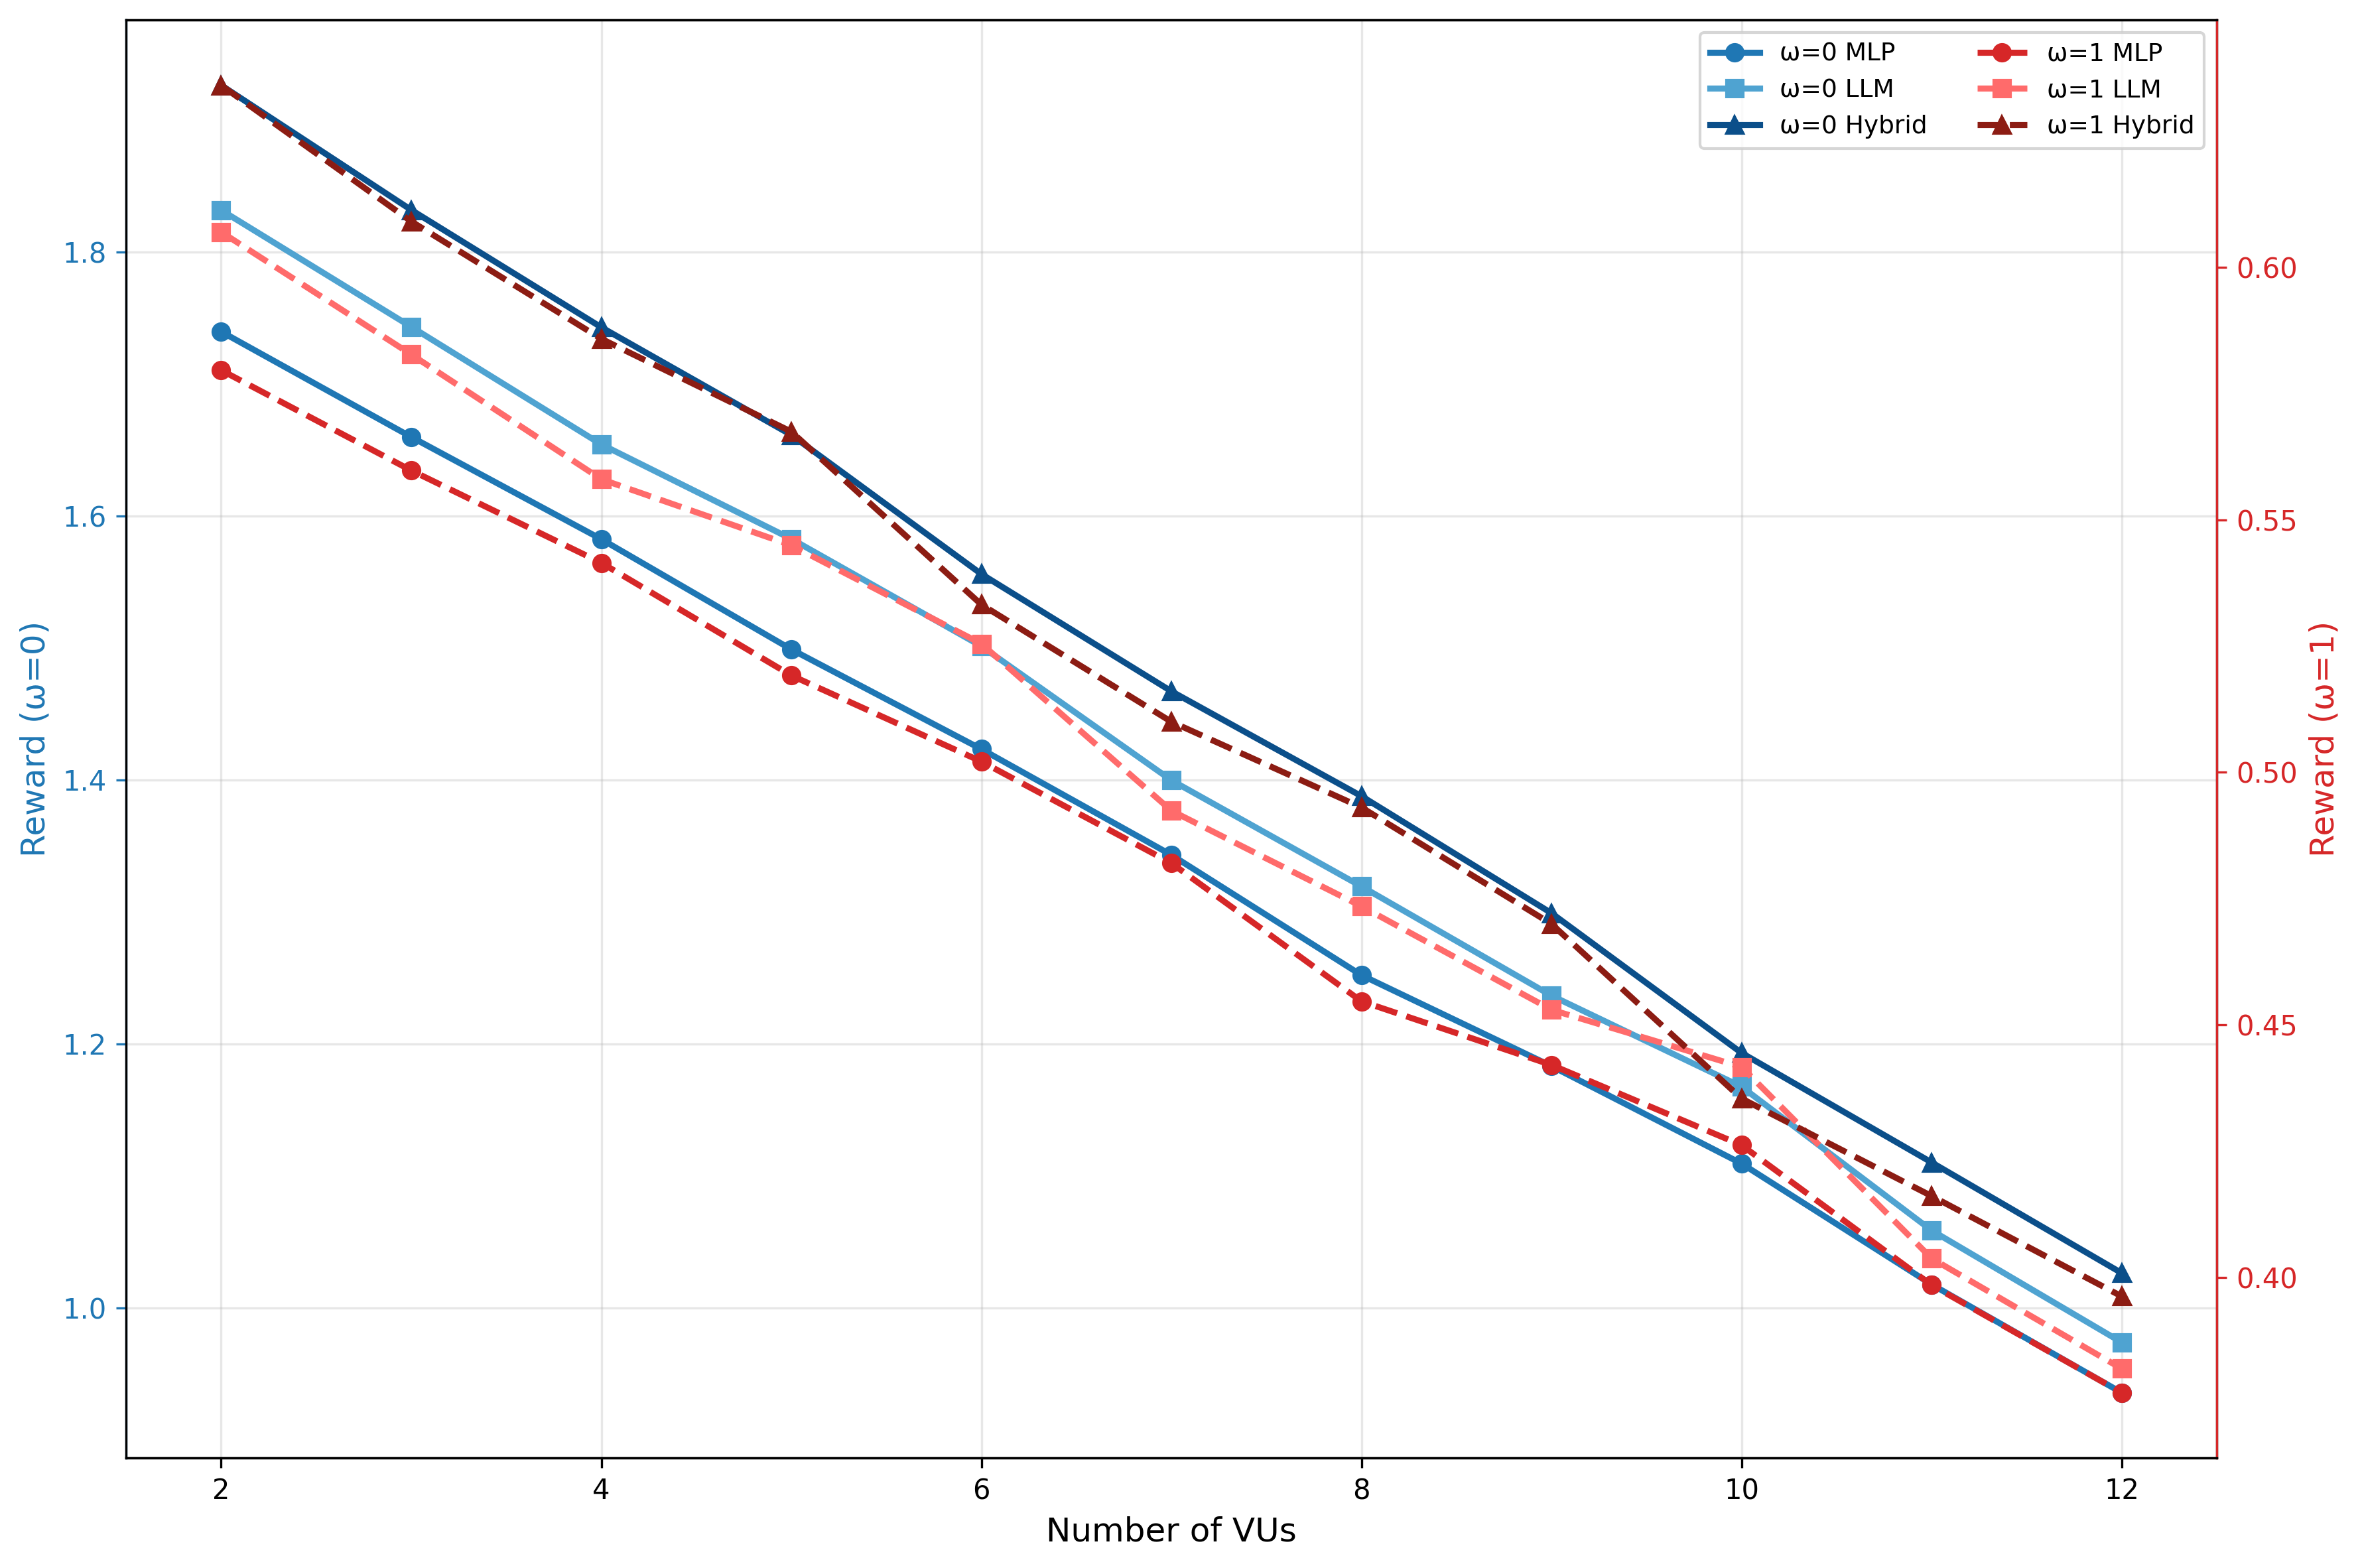 ω=0 MLP
ω=0 LLM
ω=0 Hybrid
ω=1 MLP
ω=1 LLM
ω=1 Hybrid
Reward (ω=0)
1.8
1.6
1.4
1.2
1.0
0.60
0.55
0.50
0.45
0.40
Reward (ω=1)
2 4 6 8 10 12
Number of VUs